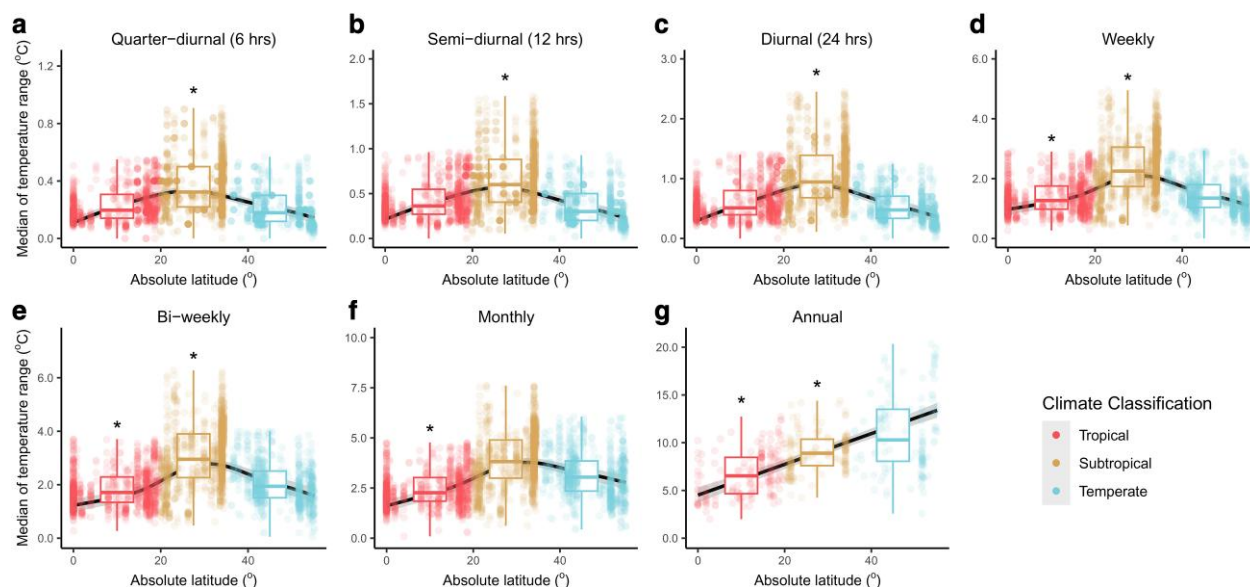 a
Quarter−diurnal (6 hrs)
b
Semi−diurnal (12 hrs)
c
Diurnal (24 hrs)
d
Weekly
Median of temperature range (°C)
1.2
0.8
0.4
0.0
*
0
20
40
Absolute latitude (°)
2.0
1.5
1.0
0.5
0.0
*
0
20
40
Absolute latitude (°)
3.0
2.0
1.0
0.0
*
0
20
40
Absolute latitude (°)
6.0
4.0
2.0
0.0
*
*
0
20
40
Absolute latitude (°)
e
Bi−weekly
f
Monthly
g
Annual
Median of temperature range (°C)
6.0
4.0
2.0
0.0
*
*
0
20
40
Absolute latitude (°)
10.0
7.5
5.0
2.5
0.0
*
0
20
40
Absolute latitude (°)
20.0
15.0
10.0
5.0
0.0
*
*
0
20
40
Absolute latitude (°)
Climate Classification
Tropical
Subtropical
Temperate